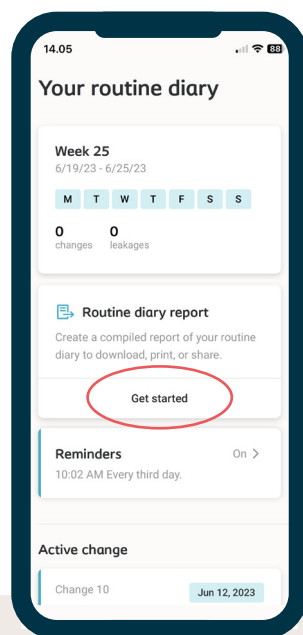 14.05
88
Your routine diary
Week 25
6/19/23 - 6/25/23
M T W T F S S
0 0
changes leakages
Routine diary report
Create a compiled report of your routine
diary to download, print, or share.
Get started
Reminders On
10:02 AM Every third day.
Active change
Change 10 Jun 12, 2023